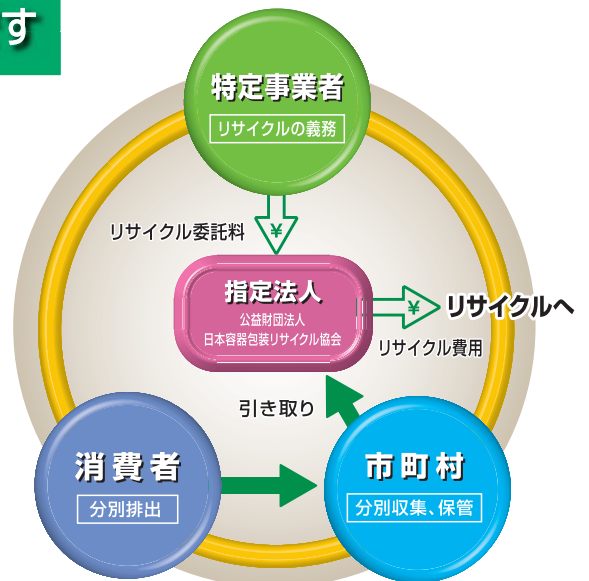 す
特定事業者
リサイクルの義務
リサイクル委託料
¥
指定法人
公益財団法人
日本容器包装リサイクル協会
¥
リサイクルへ
リサイクル費用
引き取り
消費者
分別排出
市町村
分別収集、保管